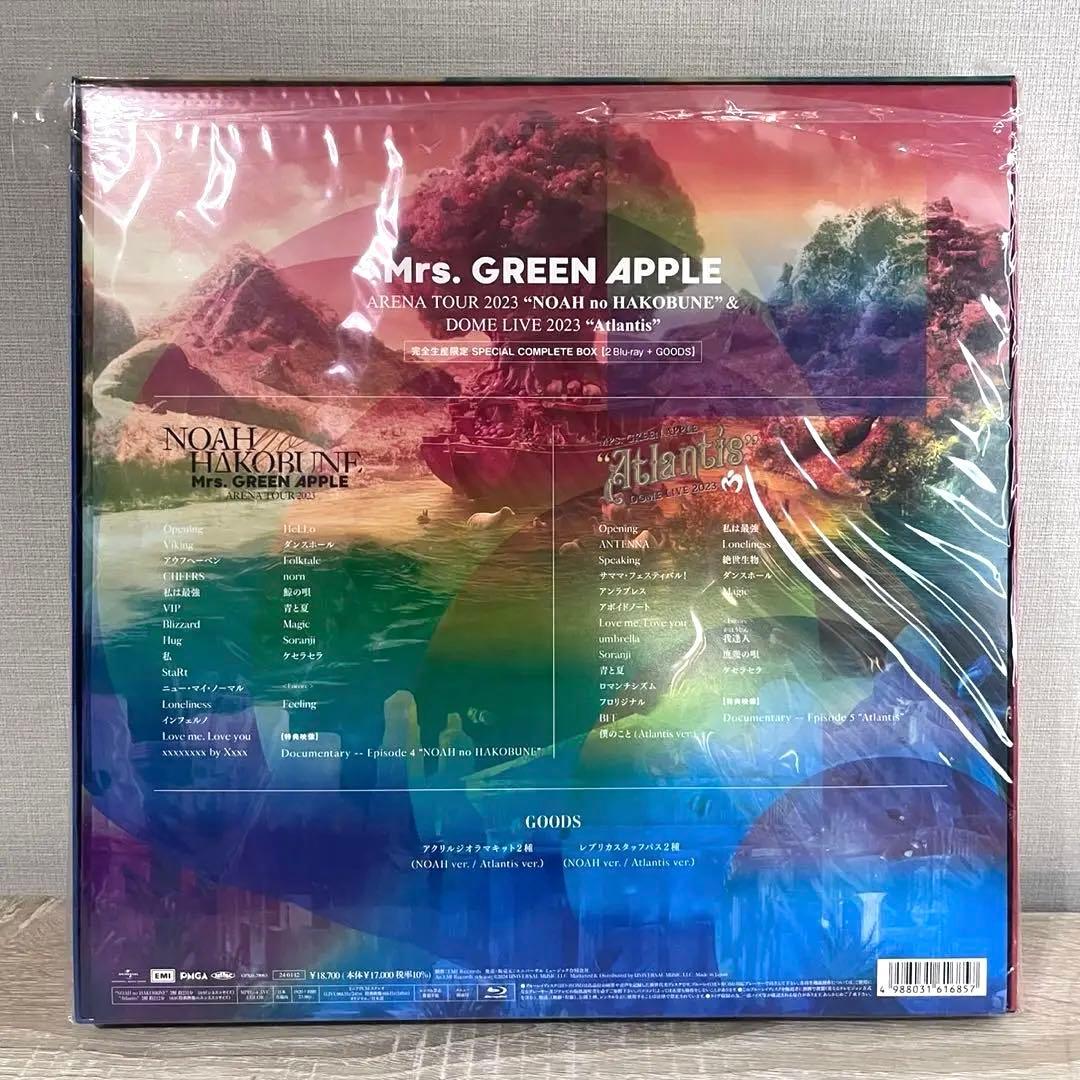 Mrs. GREEN APPLE
ARENA TOUR 2023 “NOAH no HAKOBUNE” &
DOME LIVE 2023 “Atlantis”
完全生産限定 SPECIAL COMPLETE BOX【2 Blu-ray + GOODS】
NOAH no
HAKOBUNE
Mrs. GREEN APPLE
ARENA TOUR 2023
Opening
Viking
アウフヘーベン
CHEERS
私は最強
VIP
Blizzard
Hug
私
StaRt
ニュー・マイ・ノーマル
Loneliness
インフェルノ
Love me, Love you
xxxxxxxx by Xxxx
HeLLo
ダンスホール
Folktale
norn
鯨の唄
青と夏
Magic
Soranji
ケセラセラ
<Encore>
Feeling
【特典映像】
Documentary -- Episode 4 "NOAH no HAKOBUNE"
MRS. GREEN APPLE
“Atlantis”
DOME LIVE 2023
Opening
ANTENNA
Speaking
サママ・フェスティバル!
アンラブレス
アボイドノート
Love me, Love you
umbrella
Soranji
青と夏
ロマンチシズム
フロリジナル
BFF
僕のこと (Atlantis ver.)
私は最強
Loneliness
絶世生物
ダンスホール
Magic
<Encore>
我逢人
庶幾の唄
ケセラセラ
【特典映像】
Documentary -- Episode 5 "Atlantis"
GOODS
アクリルジオラマキット2種
(NOAH ver. / Atlantis ver.)
レプリカスタッフパス2種
(NOAH ver. / Atlantis ver.)
EMI
PMGA
24·6·1·1·2
¥18,700 (本体¥17,000 税率10%)
4 988031 616857